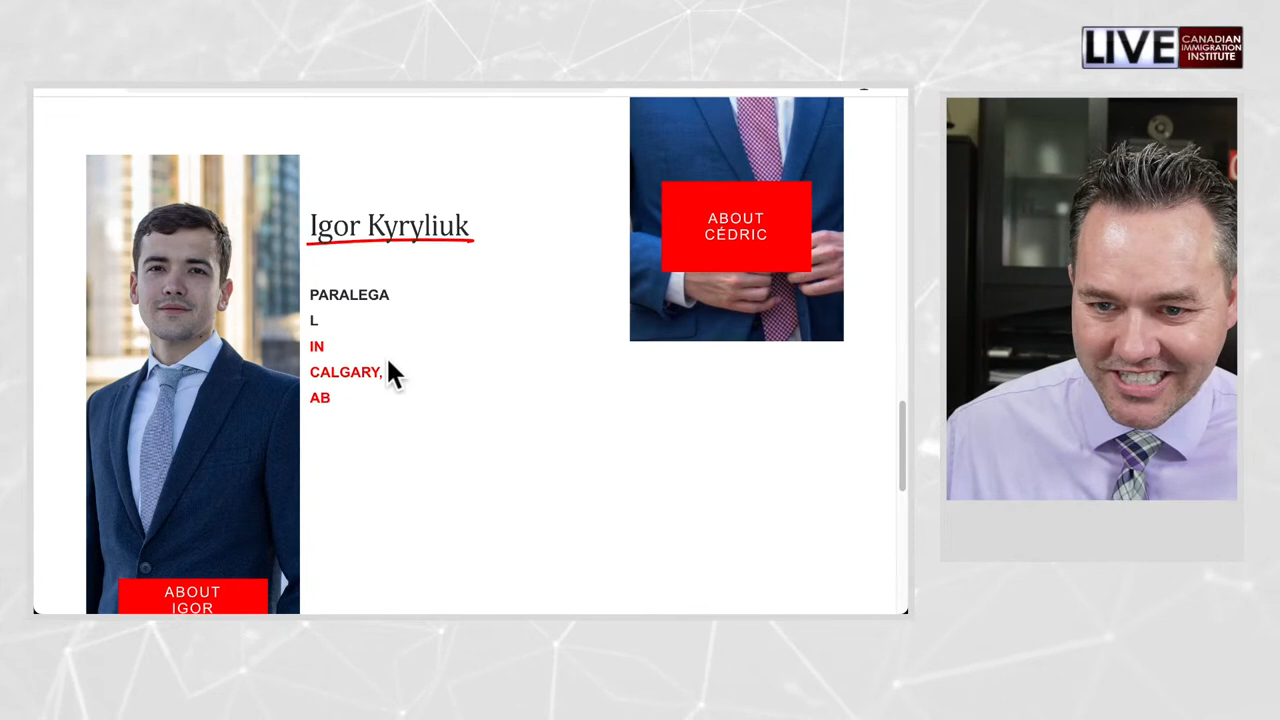 LIVE
CANADIAN
IMMIGRATION
INSTITUTE
ABOUT
CÉDRIC
Igor Kyryliuk
PARALEGA
L
IN
CALGARY,
AB
ABOUT
IGOR